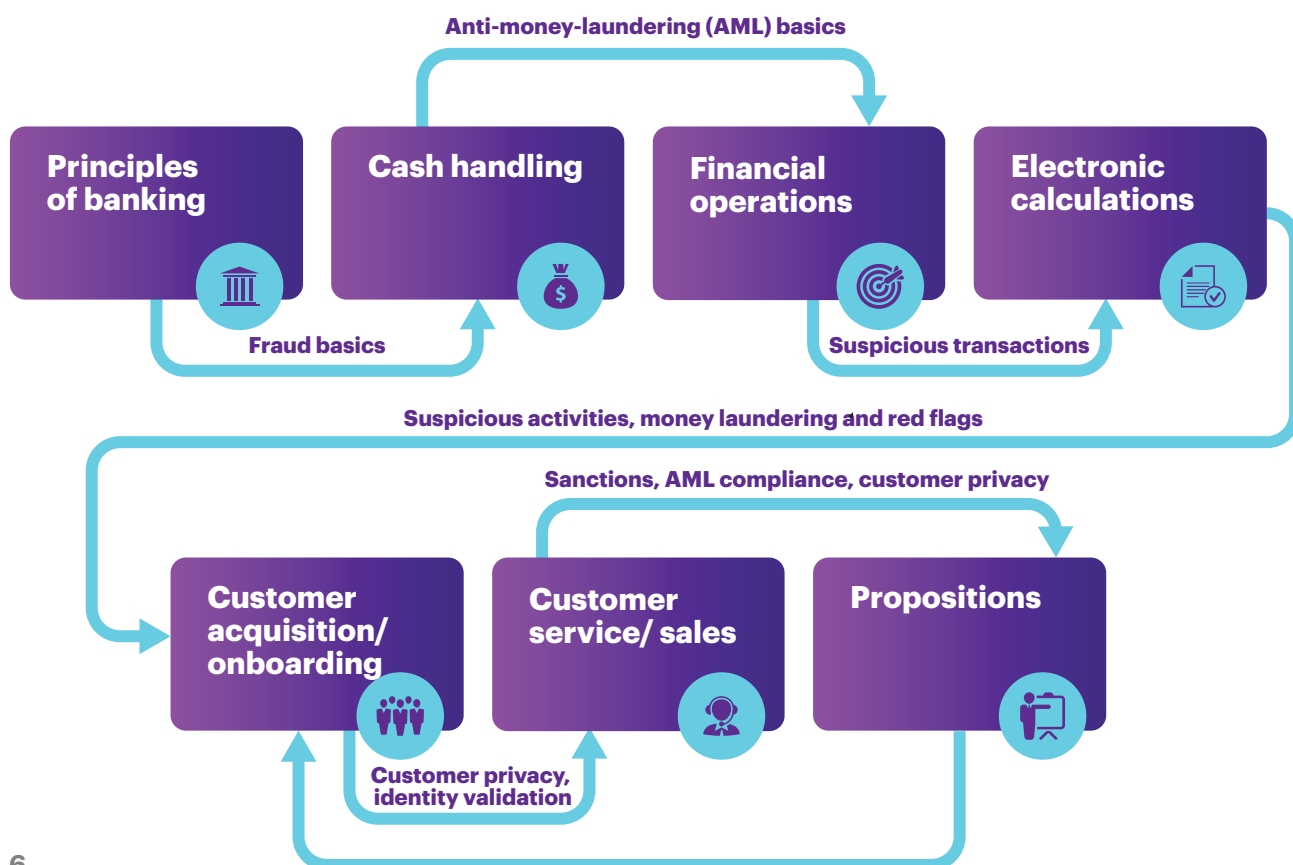 Anti-money-laundering (AML) basics
Principles
of banking
Cash handling
Financial
operations
Electronic
calculations
$
Fraud basics
Suspicious transactions
Suspicious activities, money laundering and red flags
Sanctions, AML compliance, customer privacy
Customer
acquisition/
onboarding
Customer
service/ sales
Propositions
Customer privacy,
identity validation
6